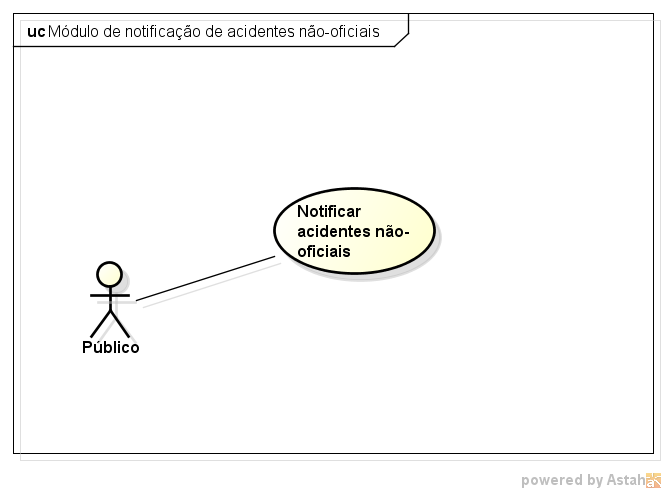 uc Módulo de notificação de acidentes não-oficiais
Notificar
acidentes não-
oficiais
Público
powered by Astah